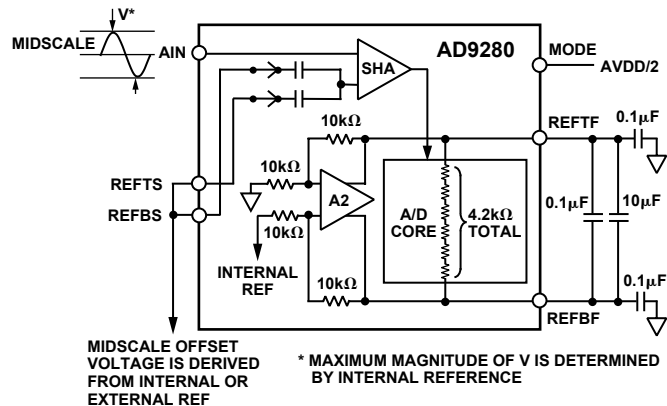 V*
MIDSCALE
AIN
SHA
AD9280
MODE
AVDD/2
10kΩ
REFTF
0.1µF
10kΩ
REFTS
A2
REFBS
10kΩ
A/D
CORE
4.2kΩ
TOTAL
0.1µF
10µF
INTERNAL
REF
10kΩ
0.1µF
REFBF
MIDSCALE OFFSET
VOLTAGE IS DERIVED
FROM INTERNAL OR
EXTERNAL REF
* MAXIMUM MAGNITUDE OF V IS DETERMINED
BY INTERNAL REFERENCE